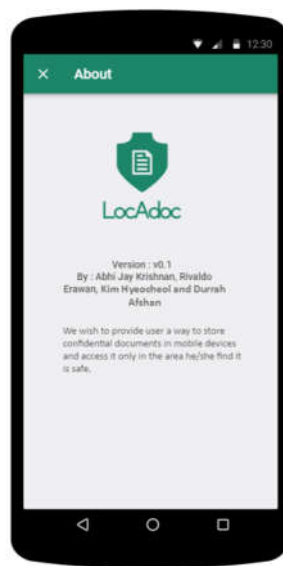 12:30
About
LocAdoc
Version : v0.1
By : Abhi Jay Krishnan, Rivaldo
Erawan, Kim Hyeocheol and Durrah
Afshan
We wish to provide user a way to store
confidential documents in mobile devices
and access it only in the area he/she find it
is safe.